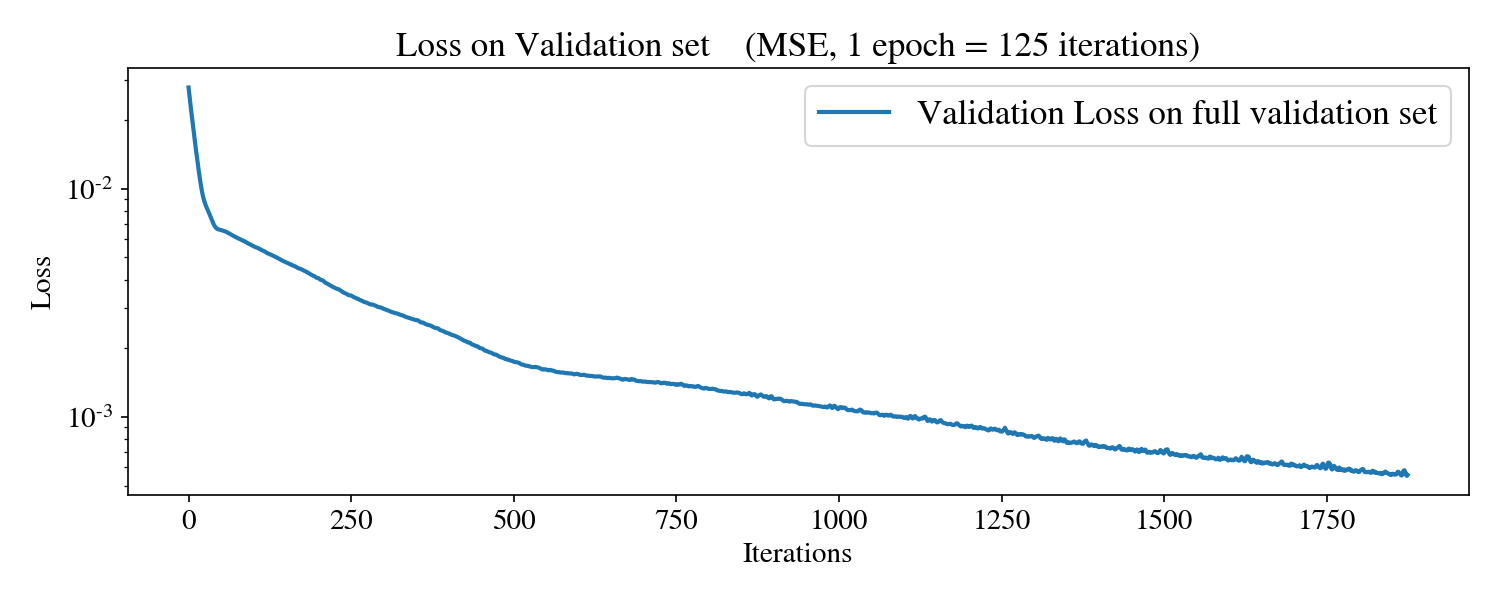 Loss on Validation set (MSE, 1 epoch = 125 iterations)
Validation Loss on full validation set
Loss
10⁻²
10⁻³
0 250 500 750 1000 1250 1500 1750
Iterations